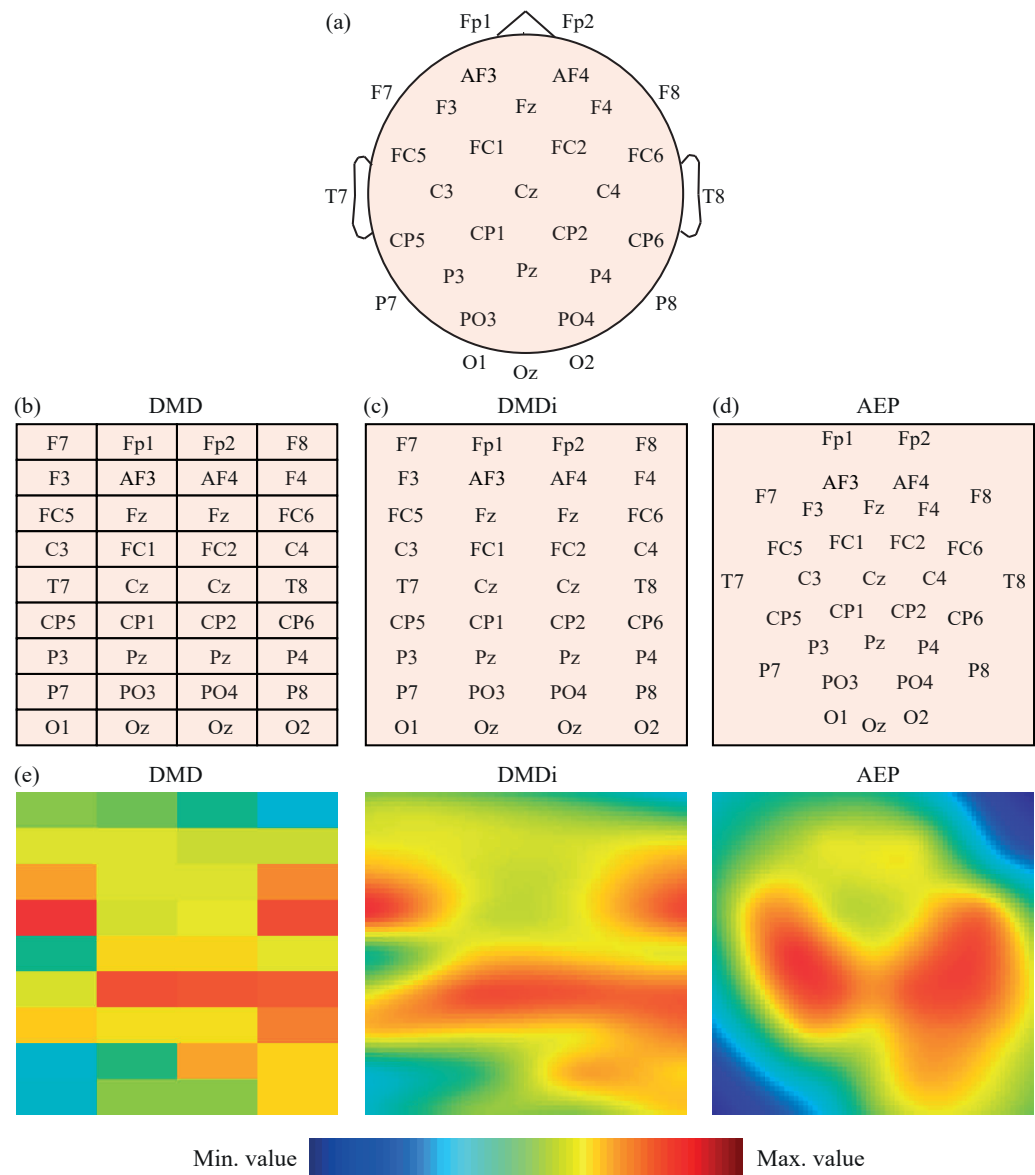 (a)
Fp1 Fp2
AF3 AF4
F7 F8
F3 Fz F4
FC1 FC2
FC5 FC6
T7 C3 Cz C4 T8
CP1 CP2
CP5 CP6
P3 Pz P4
P7 P8
PO3 PO4
O1 Oz O2
(b) DMD
F7 Fp1 Fp2 F8
F3 AF3 AF4 F4
FC5 Fz Fz FC6
C3 FC1 FC2 C4
T7 Cz Cz T8
CP5 CP1 CP2 CP6
P3 Pz Pz P4
P7 PO3 PO4 P8
O1 Oz Oz O2
(c) DMDi
F7 Fp1 Fp2 F8
F3 AF3 AF4 F4
FC5 Fz Fz FC6
C3 FC1 FC2 C4
T7 Cz Cz T8
CP5 CP1 CP2 CP6
P3 Pz Pz P4
P7 PO3 PO4 P8
O1 Oz Oz O2
(d) AEP
Fp1 Fp2
AF3 AF4
F7 F8
F3 Fz F4
FC1 FC2
FC5 FC6
T7 C3 Cz C4 T8
CP1 CP2
CP5 CP6
P3 Pz P4
P7 P8
PO3 PO4
O1 Oz O2
(e) DMD DMDi AEP
Min. value Max. value